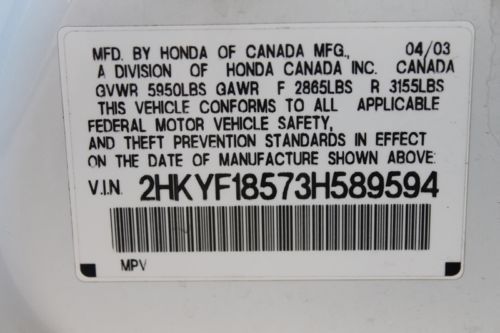 MFD. BY HONDA OF CANADA MFG., 04/03
A DIVISION OF HONDA CANADA INC. CANADA
GVWR 5950LBS GAWR F 2865LBS R 3155LBS
THIS VEHICLE CONFORMS TO ALL APPLICABLE
FEDERAL MOTOR VEHICLE SAFETY,
AND THEFT PREVENTION STANDARDS IN EFFECT
ON THE DATE OF MANUFACTURE SHOWN ABOVE:
V.I.N. 2HKYF18573H589594
MPV